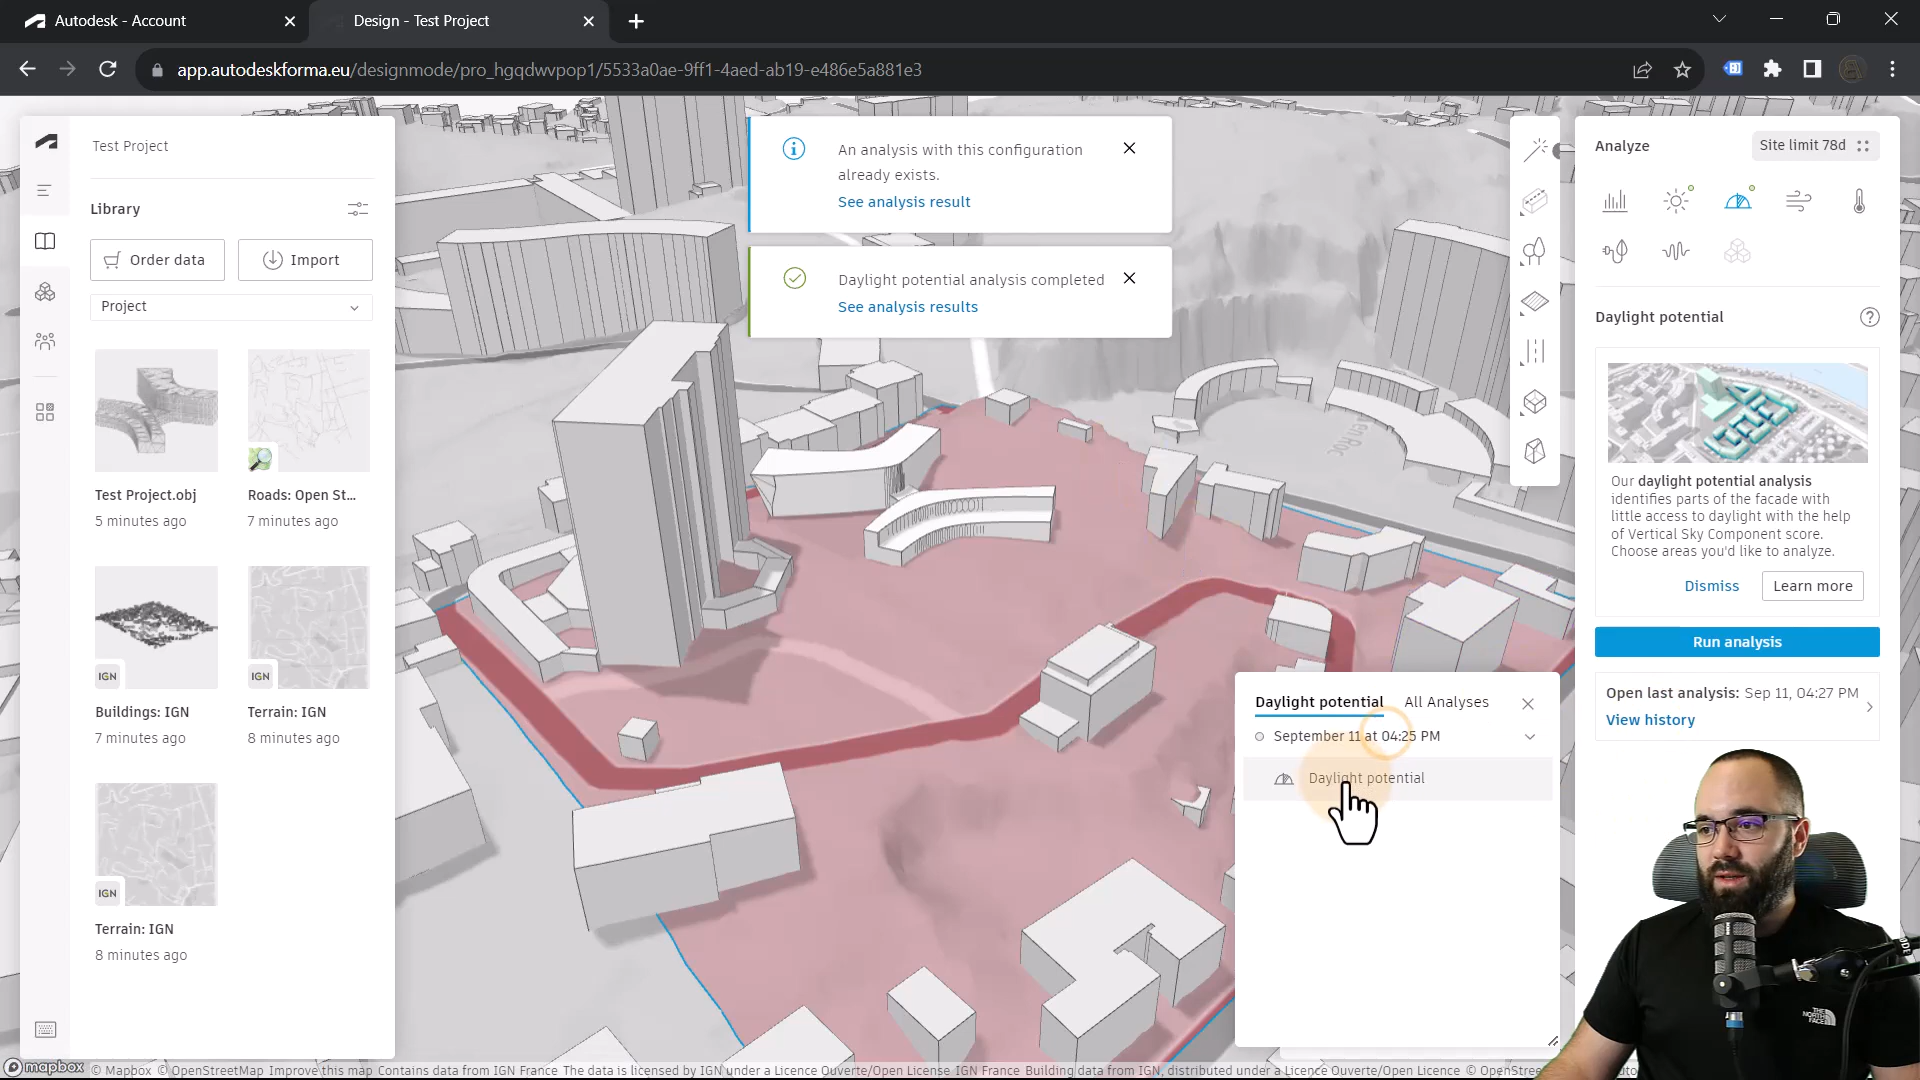 Autodesk - Account
Design - Test Project
app.autodeskforma.eu/designmode/pro_hgqdwvpop1/5533a0ae-9ff1-4aed-ab19-e486e5a881e3
Test Project
Library
Order data
Import
Project
Test Project.obj
5 minutes ago
Roads: Open St...
7 minutes ago
IGN
Buildings: IGN
7 minutes ago
IGN
Terrain: IGN
8 minutes ago
IGN
Terrain: IGN
8 minutes ago
An analysis with this configuration
already exists.
See analysis result
Daylight potential analysis completed
See analysis results
Analyze
Site limit 78d
Daylight potential
Our daylight potential analysis
identifies parts of the facade with
little access to daylight with the help
of Vertical Sky Component score.
Choose areas you'd like to analyze.
Dismiss
Learn more
Run analysis
Open last analysis: Sep 11, 04:27 PM
View history
Daylight potential
All Analyses
September 11 at 04:25 PM
Daylight potential
THE
NORTH
FACE
mapbox
© Mapbox © OpenStreetMap Improve this map Contains data from IGN France The data is licensed by IGN under a Licence Ouverte/Open License IGN France Building data from IGN, distributed under a Licence Ouverte/Open Licence © OpenStree